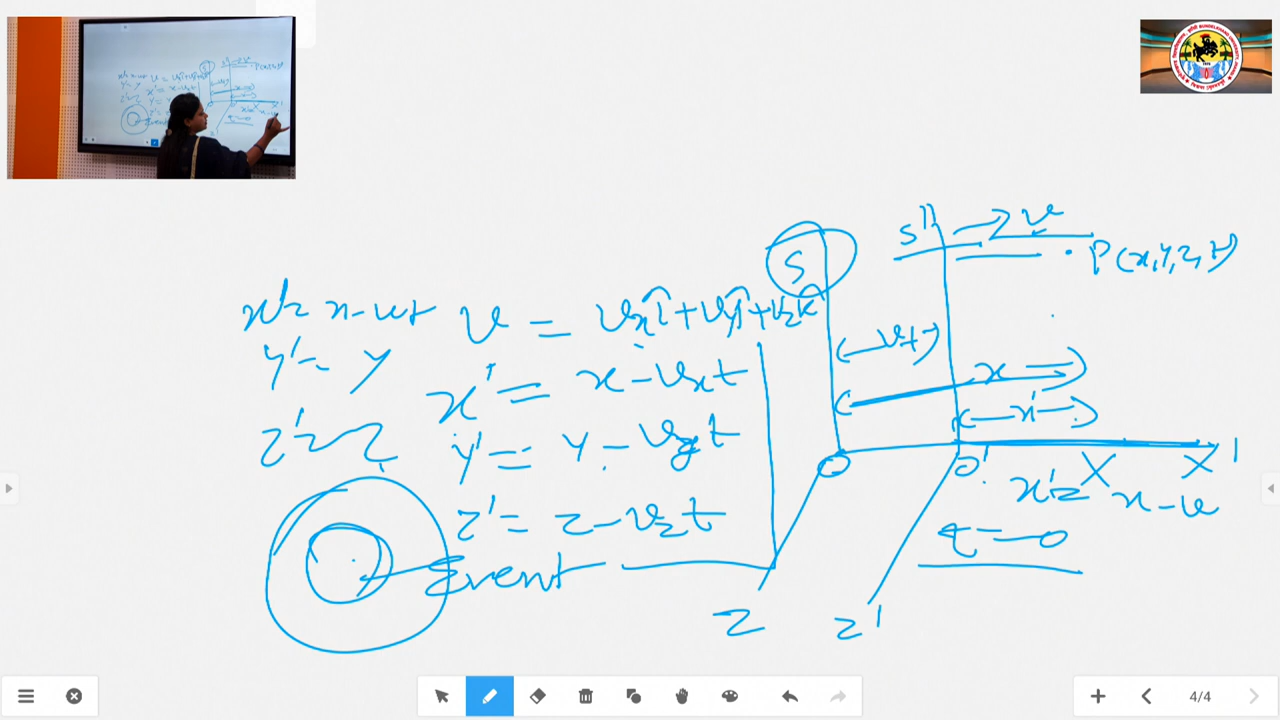 S
S'
v
P(x,y,z,t)
x' = x-vt
v = vxî+vyĵ+vzk̂
vt
y' = y
x' = x-vxt
x
z' = z
y' = y-vyt
x'
O
O'
X
X'
x' = x-v
z' = z-vzt
t=0
Event
Z
Z'
4/4